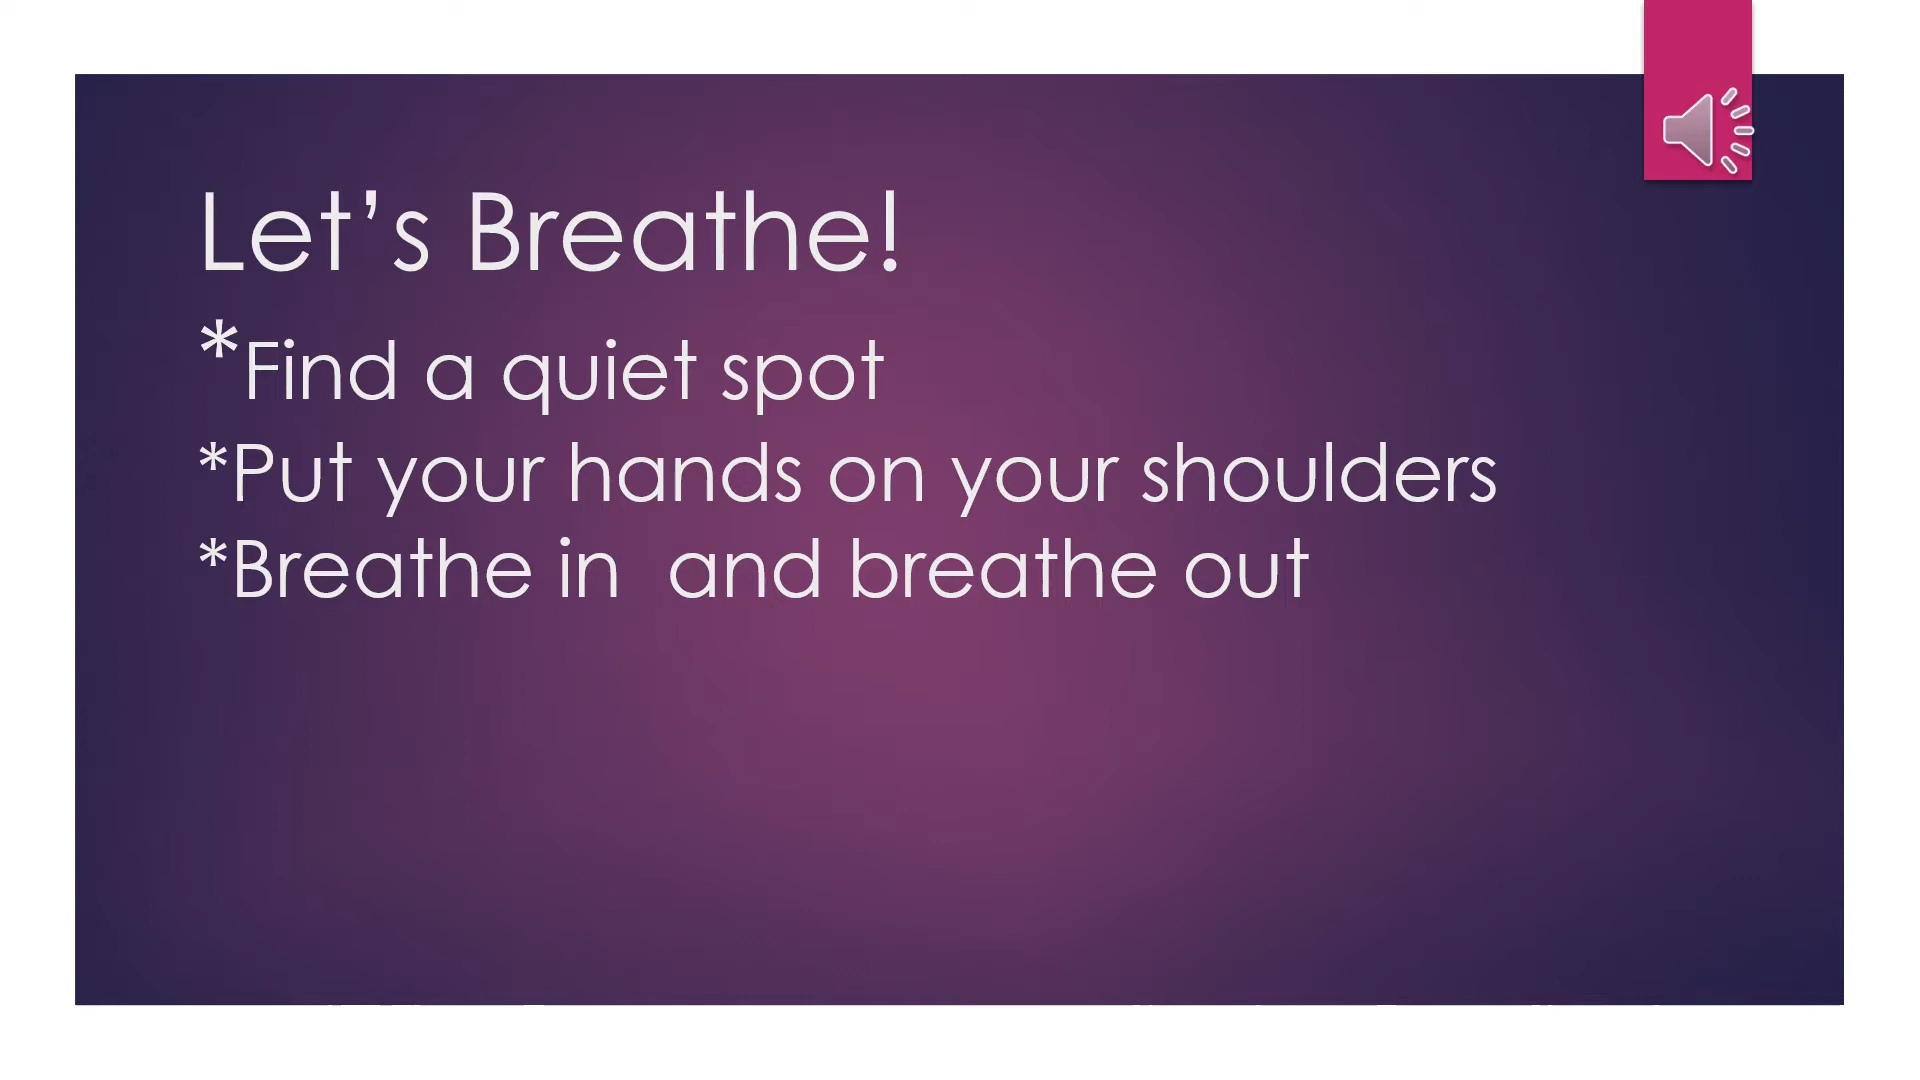 Let’s Breathe!
*Find a quiet spot
*Put your hands on your shoulders
*Breathe in  and breathe out